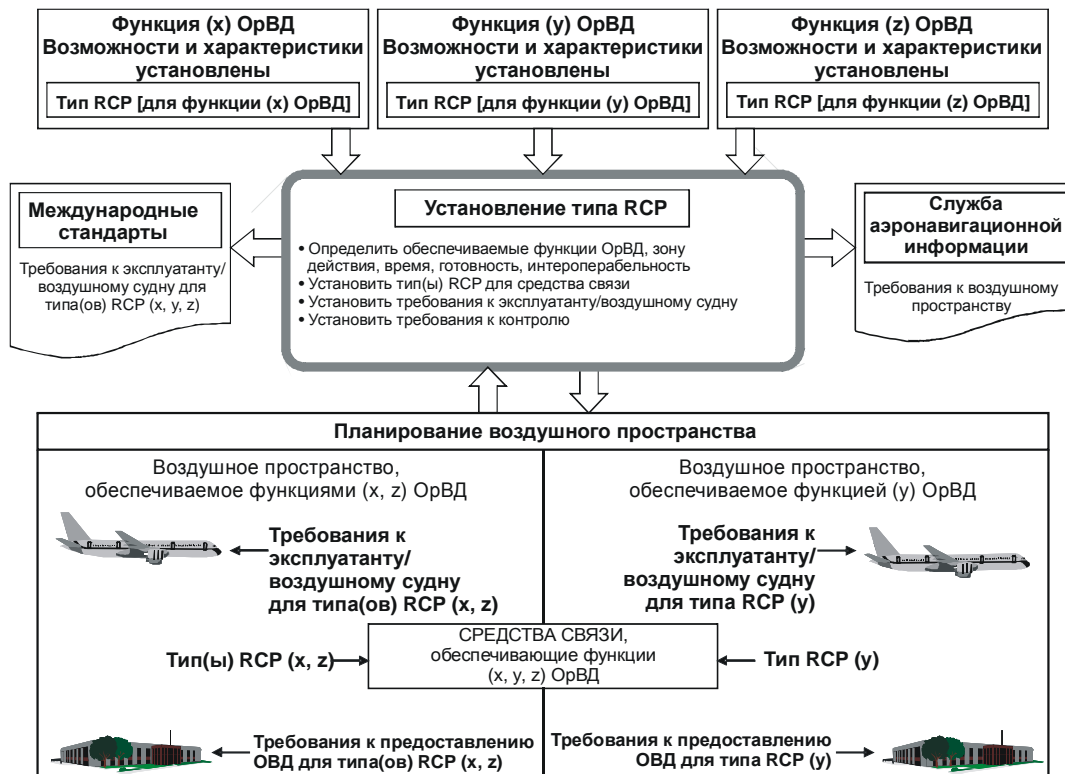 Функция (x) ОрВД
Возможности и характеристики
установлены
Тип RCP [для функции (x) ОрВД]
Функция (y) ОрВД
Возможности и характеристики
установлены
Тип RCP [для функции (y) ОрВД]
Функция (z) ОрВД
Возможности и характеристики
установлены
Тип RCP [для функции (z) ОрВД]
Международные
стандарты
Требования к эксплуатанту/
воздушному судну для
типа(ов) RCP (x, y, z)
Установление типа RCP
• Определить обеспечиваемые функции ОрВД, зону
действия, время, готовность, интероперабельность
• Установить тип(ы) RCP для средства связи
• Установить требования к эксплуатанту/воздушному судну
• Установить требования к контролю
Служба
аэронавигационной
информации
Требования к воздушному
пространству
Планирование воздушного пространства
Воздушное пространство,
обеспечиваемое функциями (x, z) ОрВД
Требования к
эксплуатанту/
воздушному судну
для типа(ов) RCP (x, z)
Воздушное пространство,
обеспечиваемое функцией (y) ОрВД
Требования к
эксплуатанту/
воздушному судну
для типа RCP (y)
Тип(ы) RCP (x, z)
СРЕДСТВА СВЯЗИ,
обеспечивающие функции
(x, y, z) ОрВД
Тип RCP (y)
Требования к предоставлению
ОВД для типа(ов) RCP (x, z)
Требования к предоставлению
ОВД для типа RCP (y)